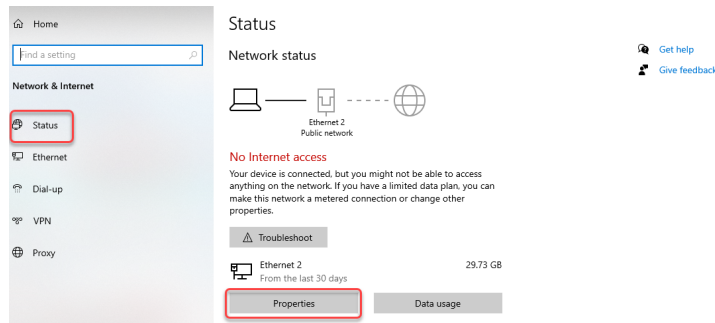 Home
Find a setting
Network & Internet
Status
Ethernet
Dial-up
VPN
Proxy
Status
Network status
Ethernet 2
Public network
No Internet access
Your device is connected, but you might not be able to access
anything on the network. If you have a limited data plan, you can
make this network a metered connection or change other
properties.
Troubleshoot
Ethernet 2 29.73 GB
From the last 30 days
Properties Data usage
Get help
Give feedback